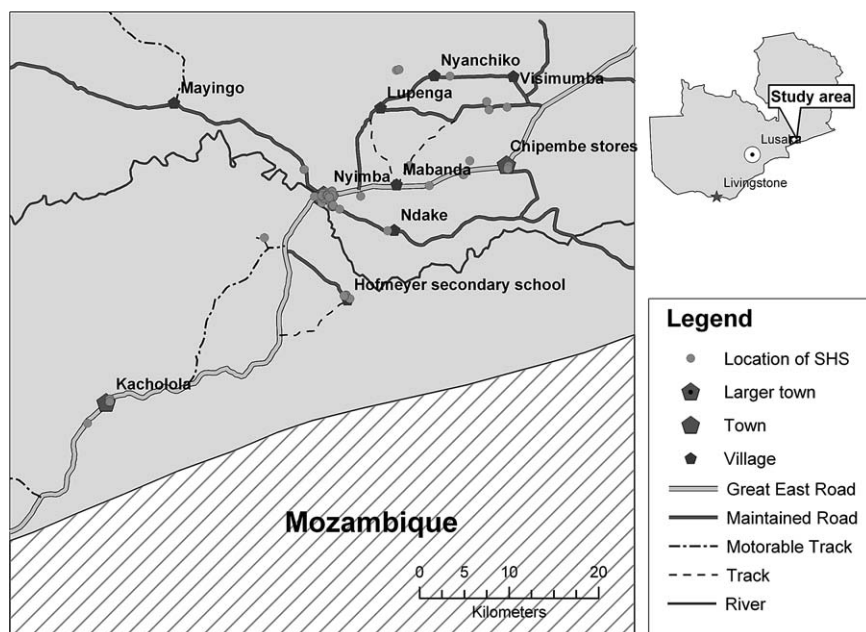 Nyanchiko
Mayingo
Visimumba
Lupenga
Chipembe stores
Nyimba
Mabanda
Ndake
Hofmeyer secondary school
Kacholola
Mozambique
0 5 10 20
Kilometers
Study area
Lusaka
Livingstone
Legend
Location of SHS
Larger town
Town
Village
Great East Road
Maintained Road
Motorable Track
Track
River